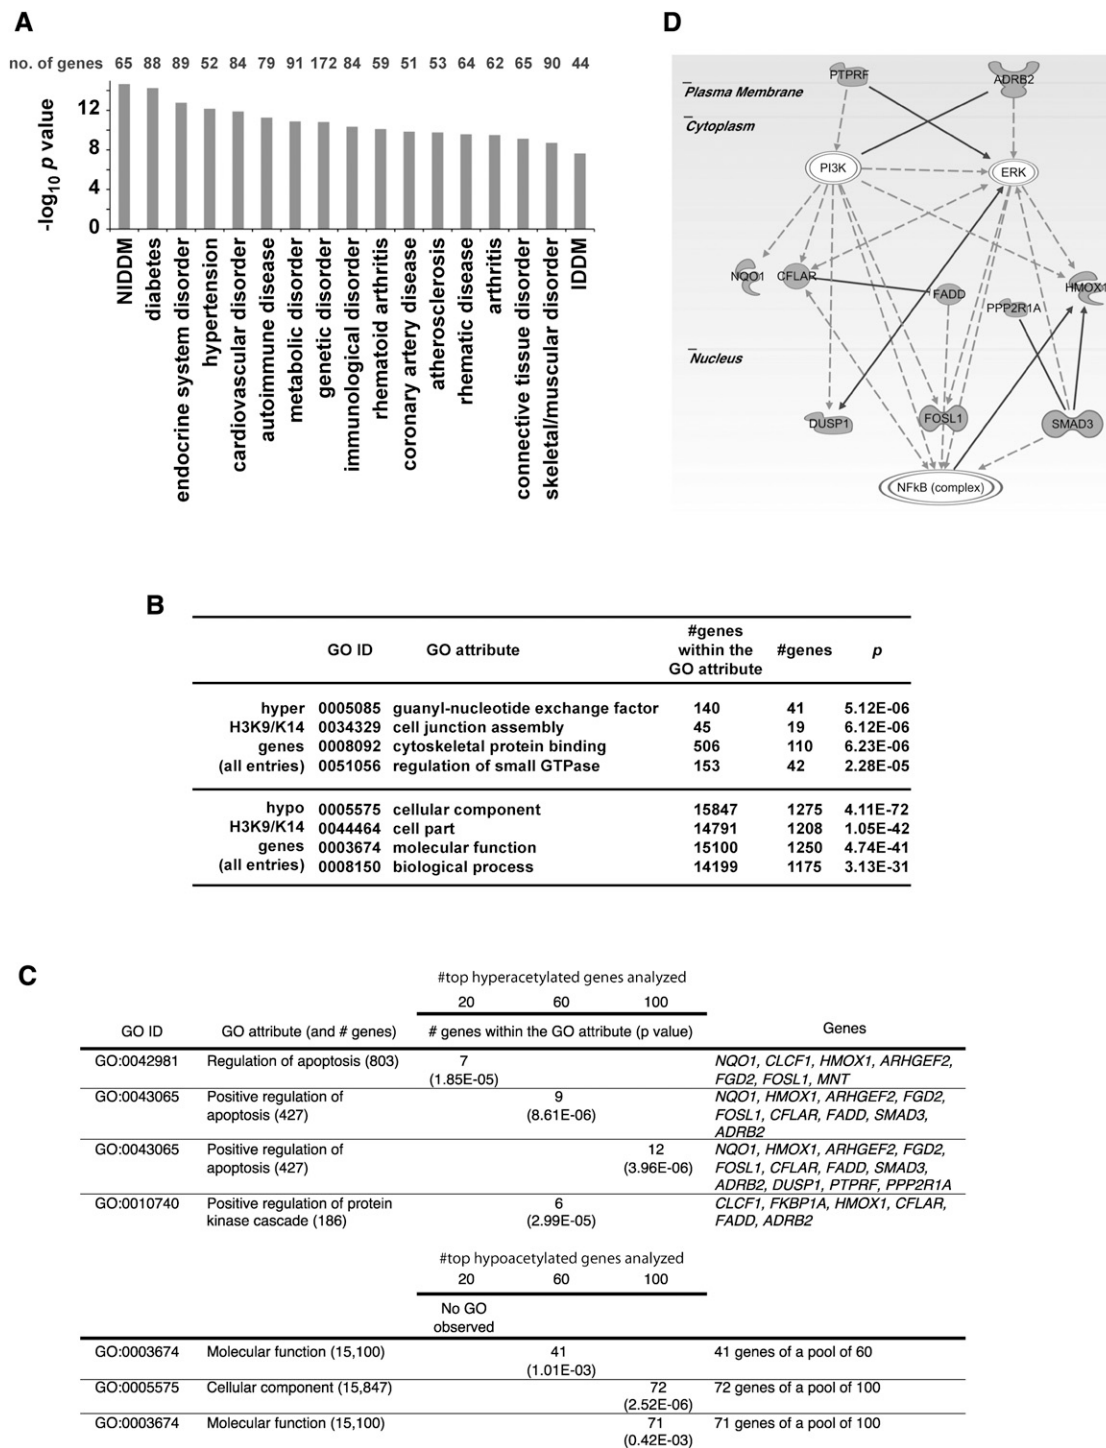 A
no. of genes 65 88 89 52 84 79 91 172 84 59 51 53 64 62 65 90 44
-log10 p value
12
8
4
0
NIDDM
diabetes
endocrine system disorder
hypertension
cardiovascular disorder
autoimmune disease
metabolic disorder
genetic disorder
immunological disorder
rhematoid arthritis
coronary artery disease
atherosclerosis
rhematic disease
arthritis
connective tissue disorder
skeletal/muscular disorder
IDDM
D
PTPRF
ADRB2
Plasma Membrane
Cytoplasm
PI3K
ERK
NQO1
CFLAR
FADD
PPP2R1A
HMOX1
Nucleus
DUSP1
FOSL1
SMAD3
NFkB (complex)
B
GO ID GO attribute #genes within the GO attribute #genes p
hyper 0005085 guanyl-nucleotide exchange factor 140 41 5.12E-06
H3K9/K14 0034329 cell junction assembly 45 19 6.12E-06
genes 0008092 cytoskeletal protein binding 506 110 6.23E-06
(all entries) 0051056 regulation of small GTPase 153 42 2.28E-05
hypo 0005575 cellular component 15847 1275 4.11E-72
H3K9/K14 0044464 cell part 14791 1208 1.05E-42
genes 0003674 molecular function 15100 1250 4.74E-41
(all entries) 0008150 biological process 14199 1175 3.13E-31
C
#top hyperacetylated genes analyzed
20 60 100
GO ID GO attribute (and # genes) # genes within the GO attribute (p value) Genes
GO:0042981 Regulation of apoptosis (803) 7 NQO1, CLCF1, HMOX1, ARHGEF2,
(1.85E-05) FGD2, FOSL1, MNT
GO:0043065 Positive regulation of 9 NQO1, HMOX1, ARHGEF2, FGD2,
apoptosis (427) (8.61E-06) FOSL1, CFLAR, FADD, SMAD3,
ADRB2
GO:0043065 Positive regulation of 12 NQO1, HMOX1, ARHGEF2, FGD2,
apoptosis (427) (3.96E-06) FOSL1, CFLAR, FADD, SMAD3,
ADRB2, DUSP1, PTPRF, PPP2R1A
GO:0010740 Positive regulation of protein 6 CLCF1, FKBP1A, HMOX1, CFLAR,
kinase cascade (186) (2.99E-05) FADD, ADRB2
#top hypoacetylated genes analyzed
20 60 100
No GO
observed
GO:0003674 Molecular function (15,100) 41 41 genes of a pool of 60
(1.01E-03)
GO:0005575 Cellular component (15,847) 72 72 genes of a pool of 100
(2.52E-06)
GO:0003674 Molecular function (15,100) 71 71 genes of a pool of 100
(0.42E-03)